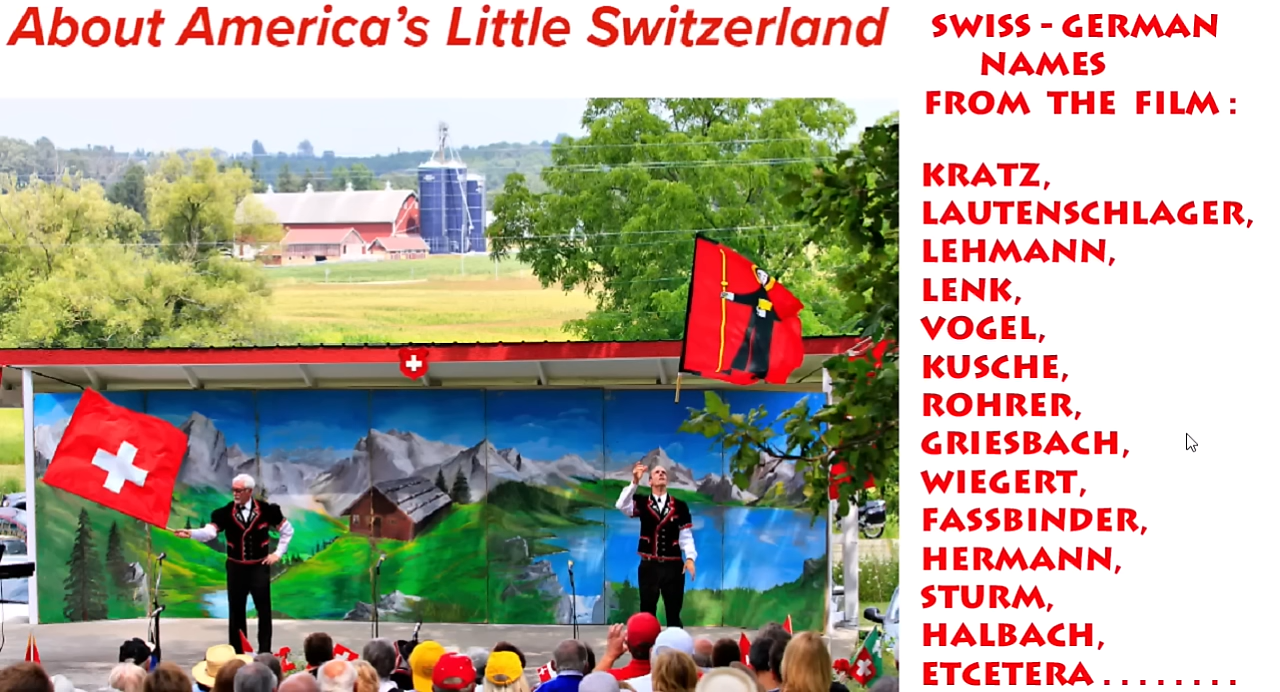 About America's Little Switzerland
SWISS - GERMAN
NAMES
FROM THE FILM :
KRATZ,
LAUTENSCHLAGER,
LEHMANN,
LENK,
VOGEL,
KUSCHE,
ROHRER,
GRIESBACH,
WIEGERT,
FASSBINDER,
HERMANN,
STURM,
HALBACH,
ETCETERA . . . . . . . .